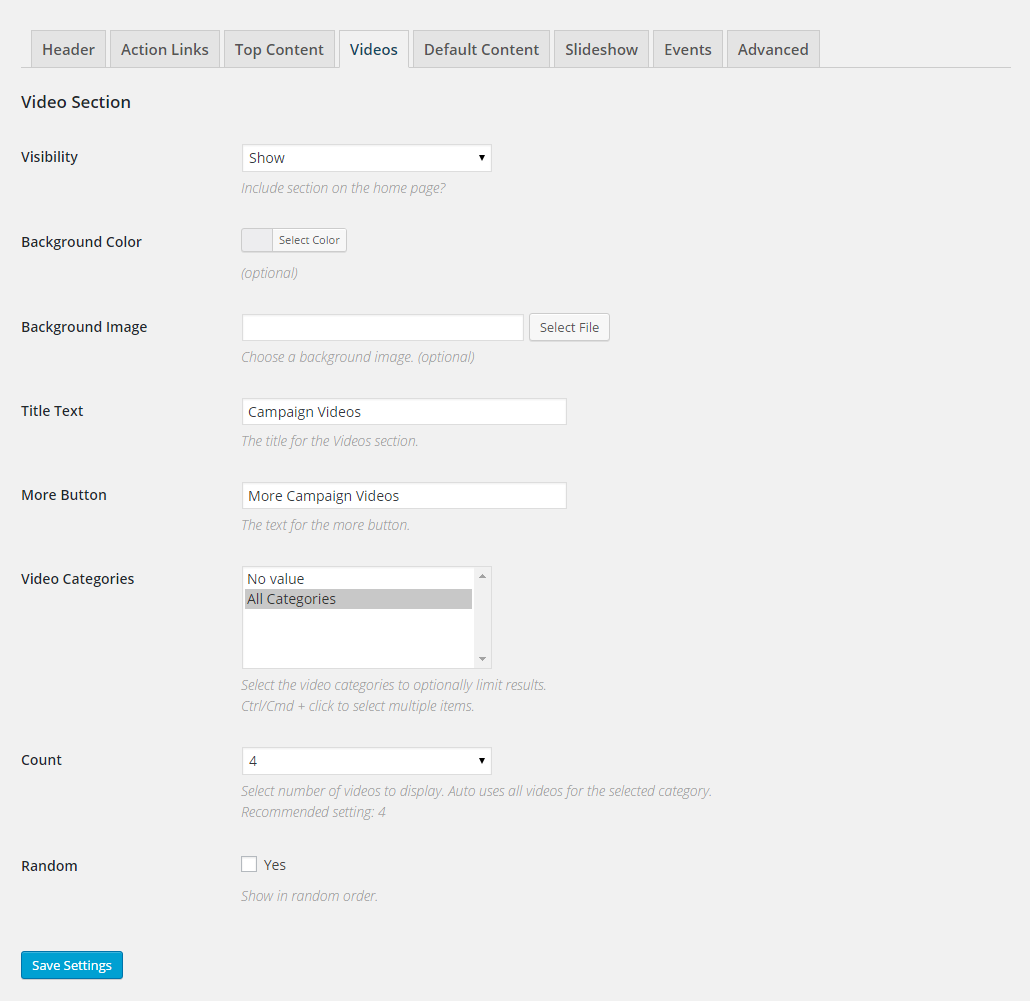 Header Action Links Top Content Videos Default Content Slideshow Events Advanced
Video Section
Visibility Show
Include section on the home page?
Background Color Select Color
(optional)
Background Image Select File
Choose a background image. (optional)
Title Text Campaign Videos
The title for the Videos section.
More Button More Campaign Videos
The text for the more button.
Video Categories No value
All Categories
Select the video categories to optionally limit results.
Ctrl/Cmd + click to select multiple items.
Count 4
Select number of videos to display. Auto uses all videos for the selected category.
Recommended setting: 4
Random Yes
Show in random order.
Save Settings